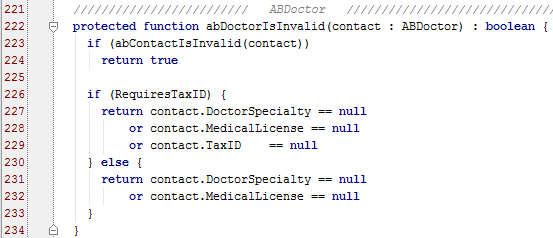 221 /////////////////////////// ABDoctor ////////////////////////////////
222 protected function abDoctorIsInvalid(contact : ABDoctor) : boolean {
223 if (abContactIsInvalid(contact))
224 return true
225
226 if (RequiresTaxID) {
227 return contact.DoctorSpecialty == null
228 or contact.MedicalLicense == null
229 or contact.TaxID    == null
230 } else {
231 return contact.DoctorSpecialty == null
232 or contact.MedicalLicense == null
233 }
234 }